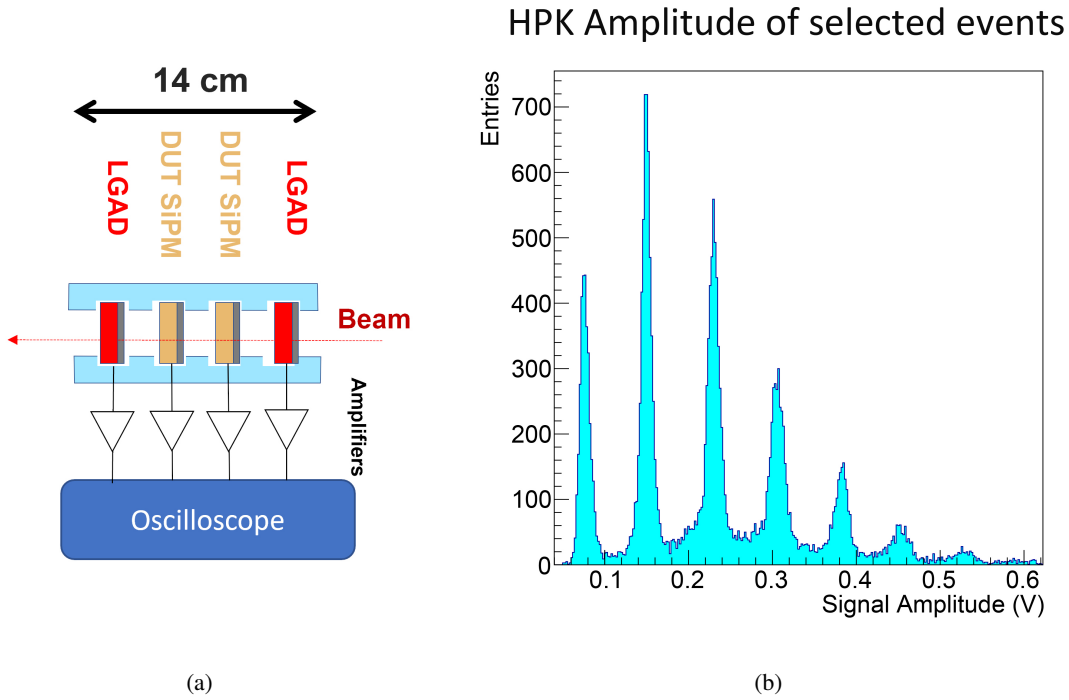 HPK Amplitude of selected events
14 cm
LGAD
DUT SiPM
DUT SiPM
LGAD
Beam
Amplifiers
Oscilloscope
Entries
700
600
500
400
300
200
100
0
0.1
0.2
0.3
0.4
0.5
0.6
Signal Amplitude (V)
(a)
(b)